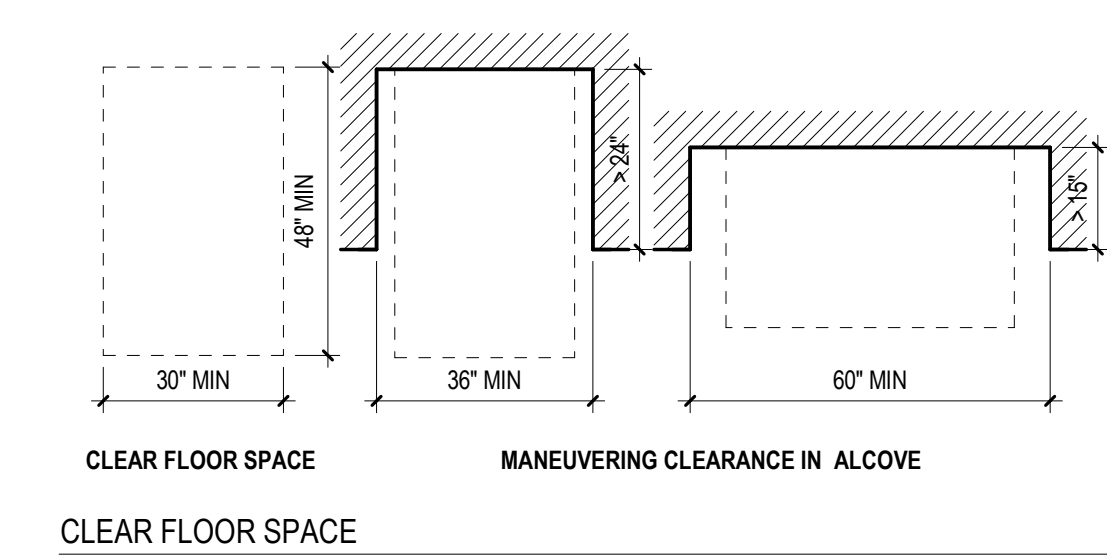 48" MIN
> 24"
> 15"
30" MIN
36" MIN
60" MIN
CLEAR FLOOR SPACE
MANEUVERING CLEARANCE IN ALCOVE
CLEAR FLOOR SPACE